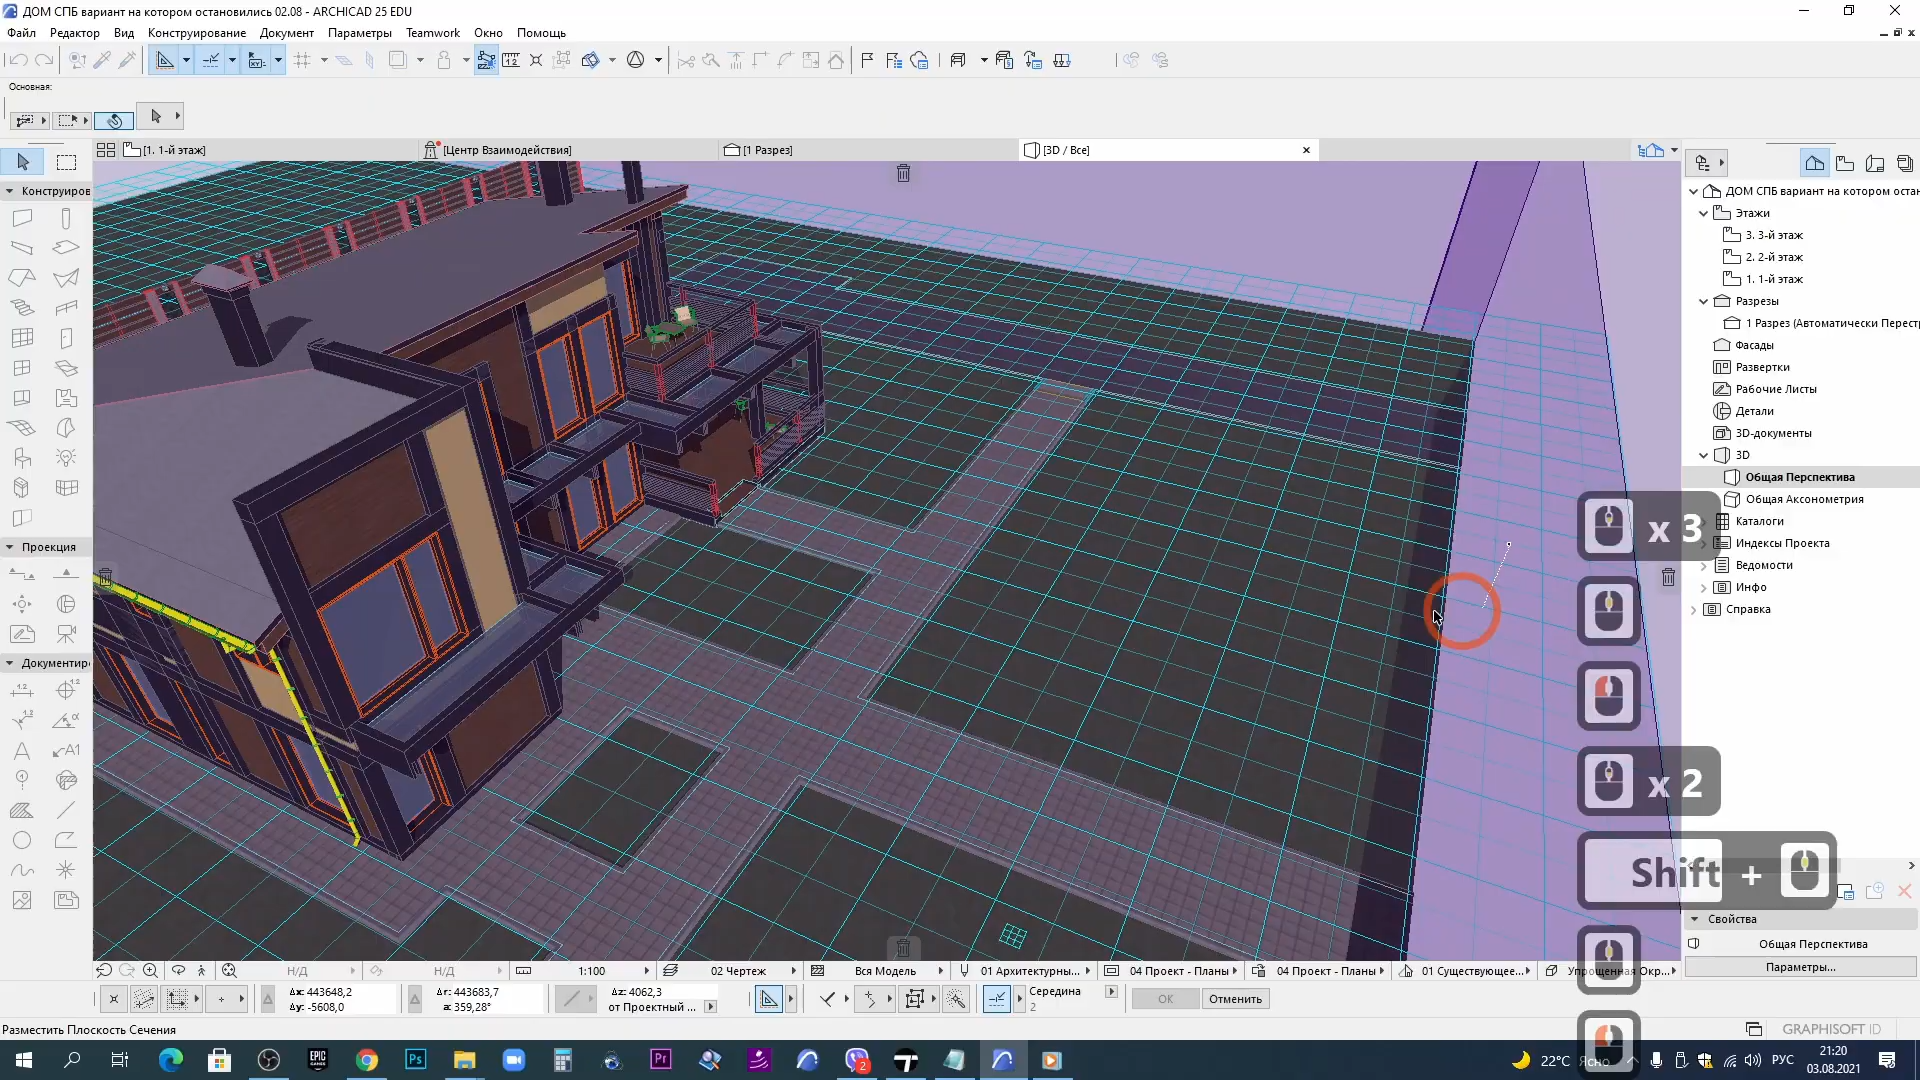 ДОМ СПБ вариант на котором остановились 02.08 - ARCHICAD 25 EDU
Файл Редактор Вид Конструирование Документ Параметры Teamwork Окно Помощь
Основная:
[1. 1-й этаж] [Центр Взаимодействия] [1 Разрез] [3D / Все]
Конструиров
Проекция
Документир
ДОМ СПБ вариант на котором остан
Этажи
3. 3-й этаж
2. 2-й этаж
1. 1-й этаж
Разрезы
1 Разрез (Автоматически Перест
Фасады
Развертки
Рабочие Листы
Детали
3D-документы
3D
Общая Перспектива
Общая Аксонометрия
Каталоги
Индексы Проекта
Ведомости
Инфо
Справка
x 3
x 2
Shift +
Свойства
Общая Перспектива
Параметры...
Н/Д Н/Д 1:100 02 Чертеж Вся Модель 01 Архитектурны... 04 Проект - Планы 04 Проект - Планы 01 Существующее... Упрощенная Окр...
Δx: 443648,2
Δy: -5608,0
Δr: 443683,7
a: 359,28°
Δz: 4062,3
от Проектный ...
Середина
2
ОК Отменить
Разместить Плоскость Сечения
GRAPHISOFT ID
22°C Ясно РУС
21:20
03.08.2021